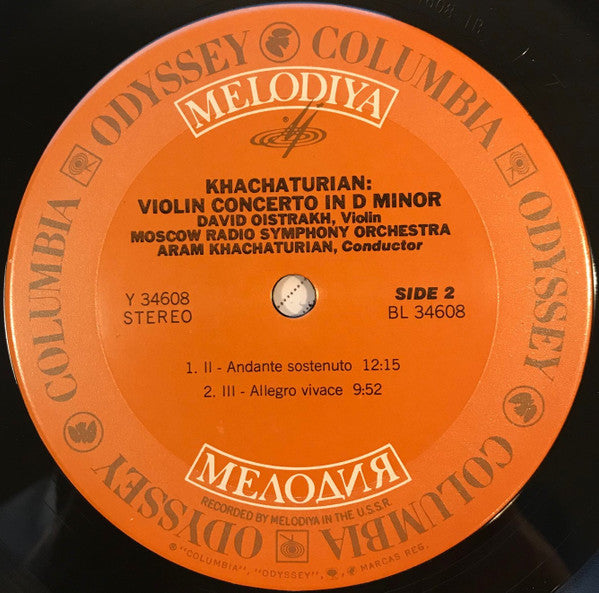 ODYSSEY COLUMBIA ODYSSEY COLUMBIA ODYSSEY COLUMBIA
MELODIYA
KHACHATURIAN:
VIOLIN CONCERTO IN D MINOR
DAVID OISTRAKH, Violin
MOSCOW RADIO SYMPHONY ORCHESTRA
ARAM KHACHATURIAN, Conductor
Y 34608
STEREO
SIDE 2
BL 34608
1. II - Andante sostenuto 12:15
2. III - Allegro vivace 9:52
МЕЛОДИЯ
RECORDED BY MELODIYA IN THE U.S.S.R.
℗ "COLUMBIA", "ODYSSEY", MARCAS REG.